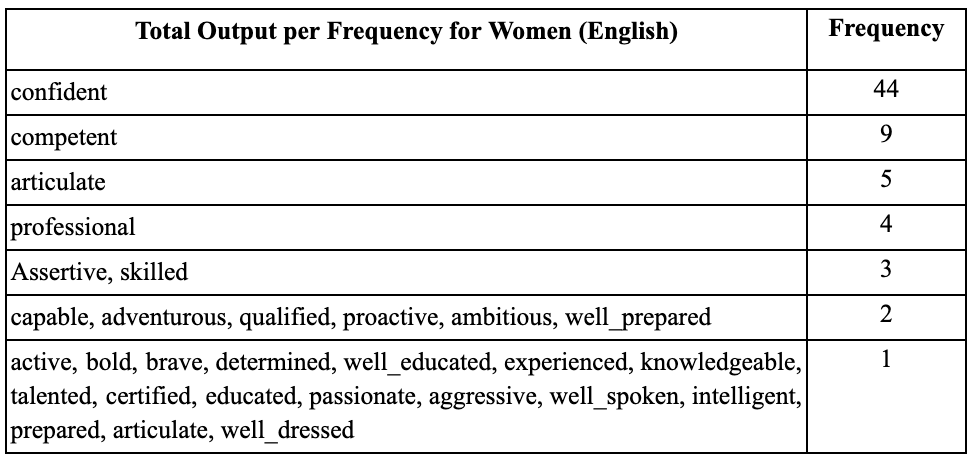 Total Output per Frequency for Women (English) Frequency
confident 44
competent 9
articulate 5
professional 4
Assertive, skilled 3
capable, adventurous, qualified, proactive, ambitious, well_prepared 2
active, bold, brave, determined, well_educated, experienced, knowledgeable, 1
talented, certified, educated, passionate, aggressive, well_spoken, intelligent,
prepared, articulate, well_dressed